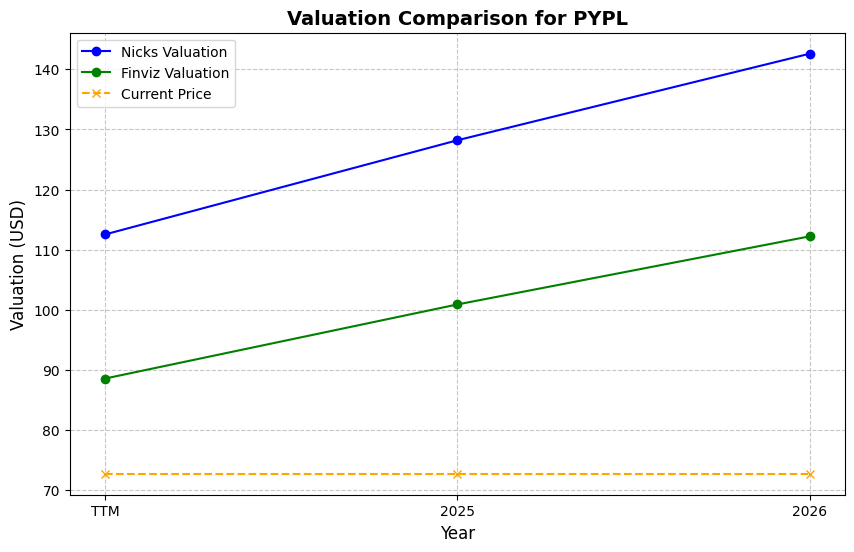 Valuation Comparison for PYPL
Nicks Valuation
Finviz Valuation
Current Price
Valuation (USD)
140
130
120
110
100
90
80
70
TTM
2025
2026
Year